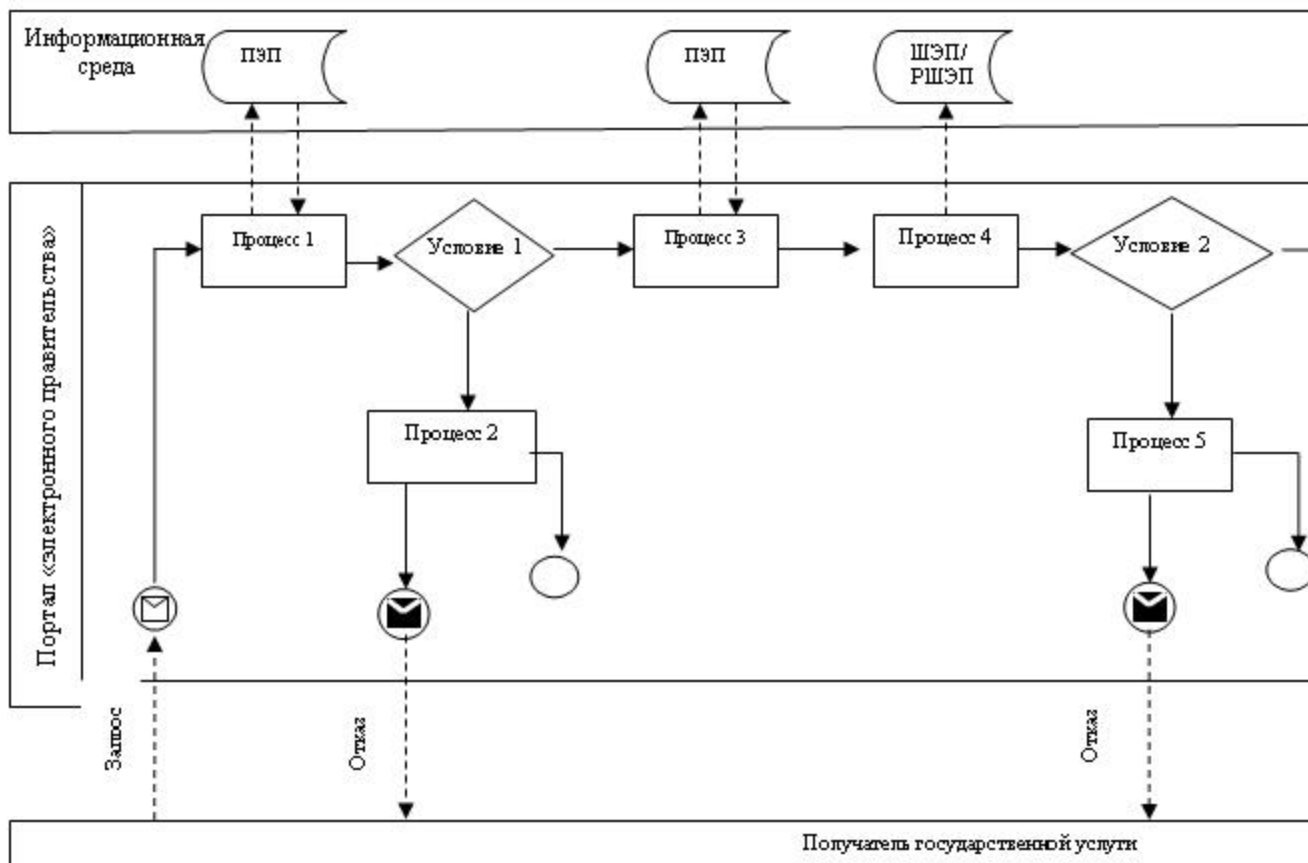 Информационная
среда
ПЭП
ПЭП
ШЭП/
РШЭП
Портал «электронного правительства»
Процесс 1
Условие 1
Процесс 3
Процесс 4
Условие 2
Процесс 2
Процесс 5
Запрос
Отказ
Отказ
Получатель государственной услуги